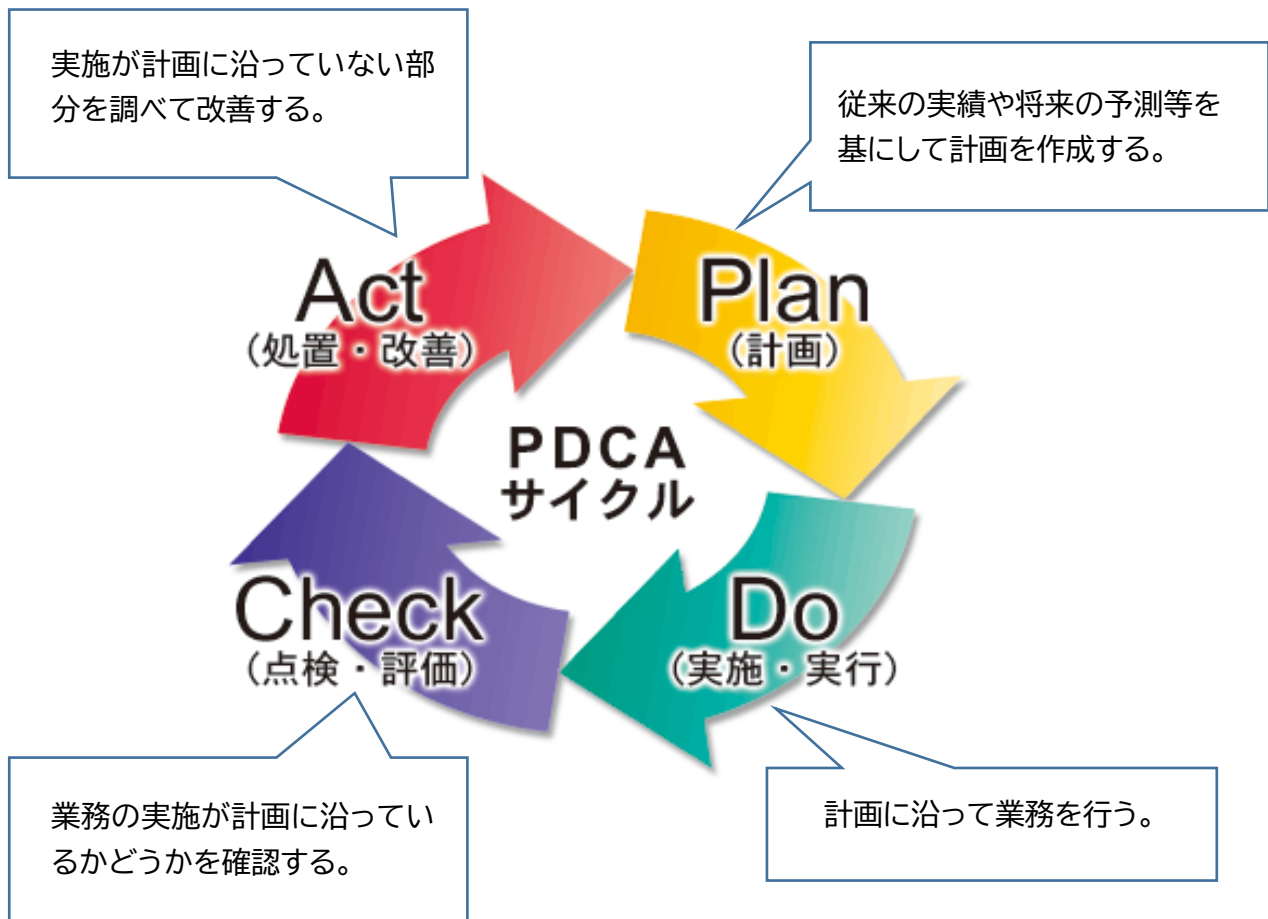 実施が計画に沿っていない部
分を調べて改善する。
従来の実績や将来の予測等を
基にして計画を作成する。
Act
（処置・改善）
Plan
（計画）
PDCA
サイクル
Check
（点検・評価）
Do
（実施・実行）
業務の実施が計画に沿ってい
るかどうかを確認する。
計画に沿って業務を行う。